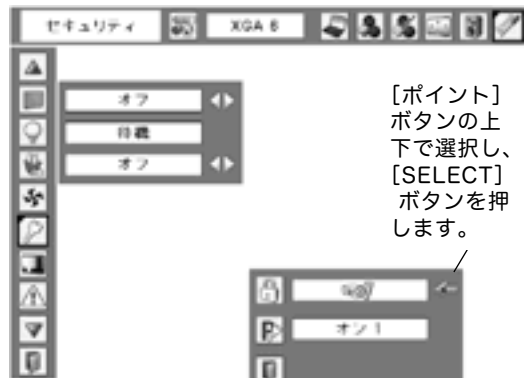 セキュリティ
XGA 6
オフ
待機
オフ
[ポイント]
ボタンの上
下で選択し、
[SELECT]
ボタンを押
します。
P
オン 1